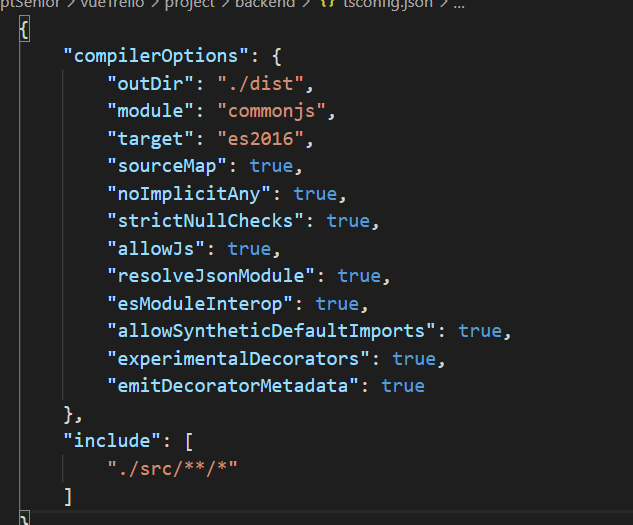 ptSenior > vueTrello > project > backend > {} tsconfig.json > ...
{
    "compilerOptions": {
        "outDir": "./dist",
        "module": "commonjs",
        "target": "es2016",
        "sourceMap": true,
        "noImplicitAny": true,
        "strictNullChecks": true,
        "allowJs": true,
        "resolveJsonModule": true,
        "esModuleInterop": true,
        "allowSyntheticDefaultImports": true,
        "experimentalDecorators": true,
        "emitDecoratorMetadata": true
    },
    "include": [
        "./src/**/*"
    ]
}